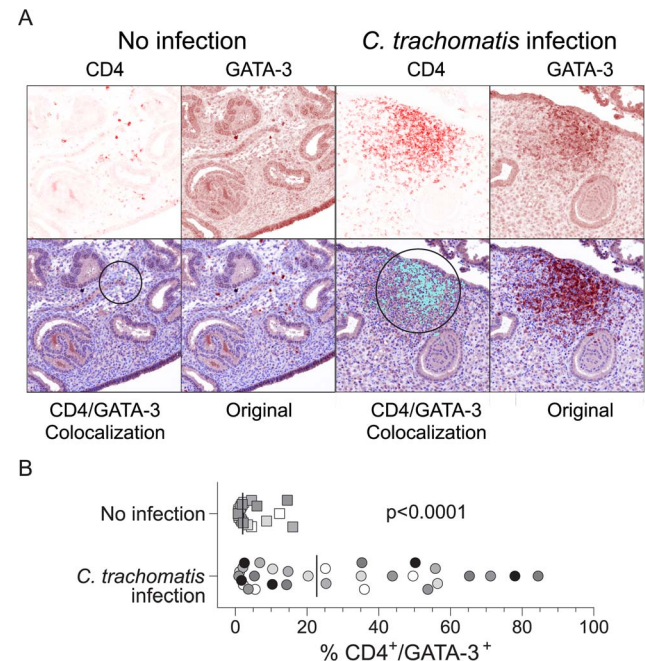 A
No infection
C. trachomatis infection
CD4
GATA-3
CD4
GATA-3
CD4/GATA-3
Colocalization
Original
CD4/GATA-3
Colocalization
Original
B
No infection
p<0.0001
C. trachomatis
infection
0
20
40
60
80
100
% CD4⁺/GATA-3⁺